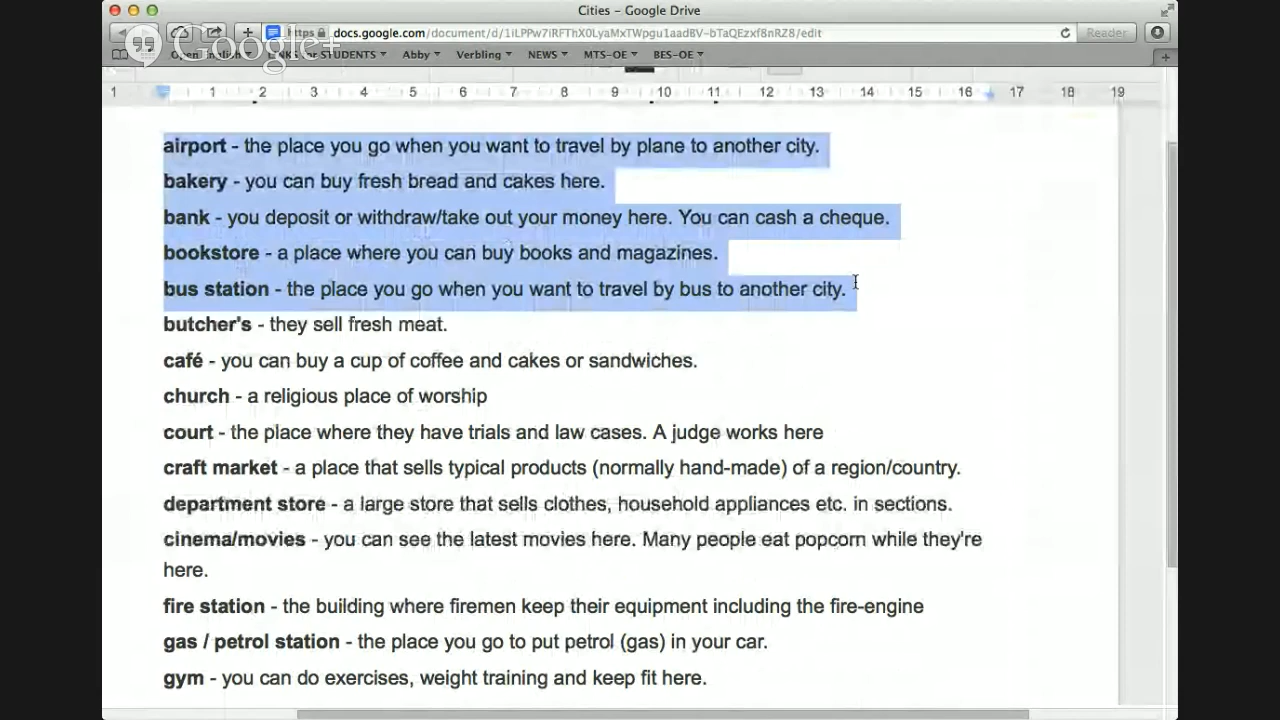 Cities – Google Drive
https docs.google.com/document/d/1iLPPw7iRFThX0LyaMxTWpgu1aadBV-bTaQEzxf8nRZ8/edit
Reader
Google+
Open English LINKS for STUDENTS Abby Verbling NEWS MTS-OE BES-OE
1 1 2 3 4 5 6 7 8 9 10 11 12 13 14 15 16 17 18 19
airport - the place you go when you want to travel by plane to another city.
bakery - you can buy fresh bread and cakes here.
bank - you deposit or withdraw/take out your money here. You can cash a cheque.
bookstore - a place where you can buy books and magazines.
bus station - the place you go when you want to travel by bus to another city.
butcher's - they sell fresh meat.
café - you can buy a cup of coffee and cakes or sandwiches.
church - a religious place of worship
court - the place where they have trials and law cases. A judge works here
craft market - a place that sells typical products (normally hand-made) of a region/country.
department store - a large store that sells clothes, household appliances etc. in sections.
cinema/movies - you can see the latest movies here. Many people eat popcorn while they're
here.
fire station - the building where firemen keep their equipment including the fire-engine
gas / petrol station - the place you go to put petrol (gas) in your car.
gym - you can do exercises, weight training and keep fit here.